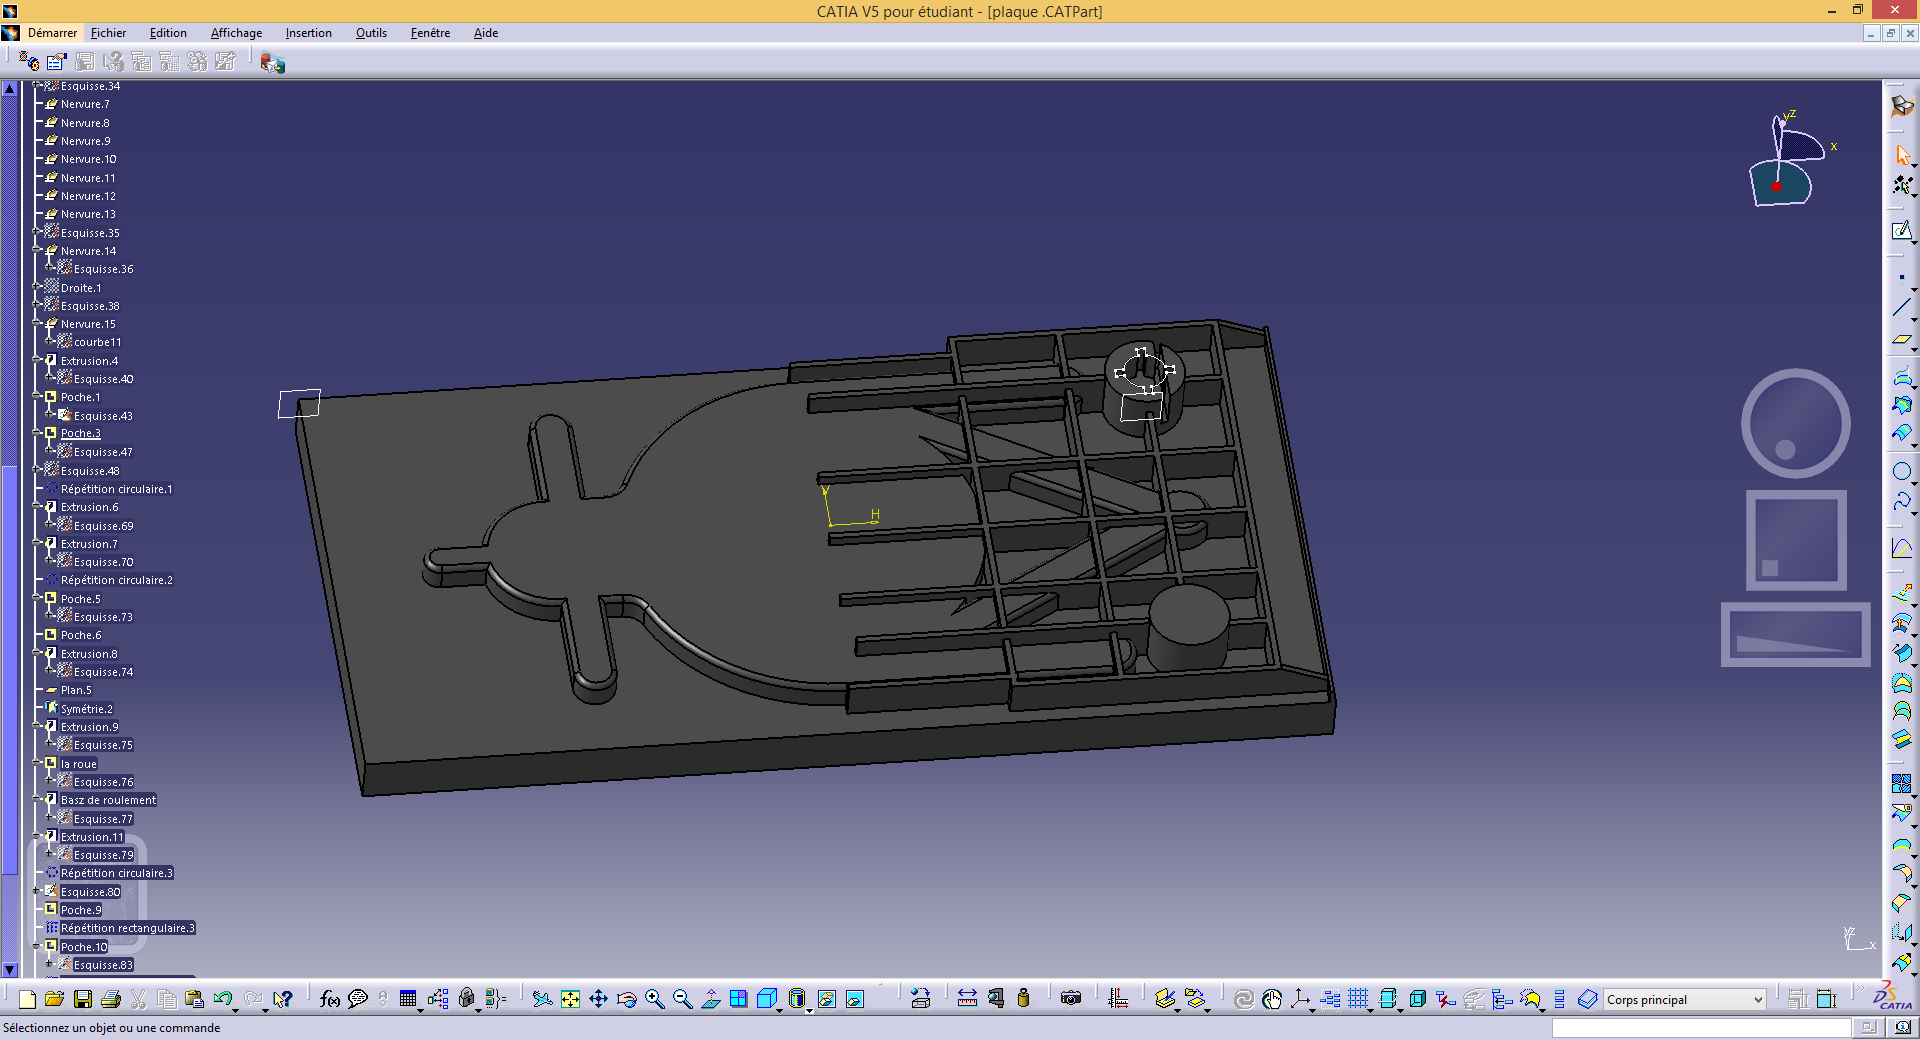 CATIA V5 pour étudiant - [plaque .CATPart]
Démarrer Fichier Edition Affichage Insertion Outils Fenêtre Aide
Esquisse.34
Nervure.7
Nervure.8
Nervure.9
Nervure.10
Nervure.11
Nervure.12
Nervure.13
Esquisse.35
Nervure.14
Esquisse.36
Droite.1
Esquisse.38
Nervure.15
courbe11
Extrusion.4
Esquisse.40
Poche.1
Esquisse.43
Poche.3
Esquisse.47
Esquisse.48
Répétition circulaire.1
Extrusion.6
Esquisse.69
Extrusion.7
Esquisse.70
Répétition circulaire.2
Poche.5
Esquisse.73
Poche.6
Extrusion.8
Esquisse.74
Plan.5
Symétrie.2
Extrusion.9
Esquisse.75
la roue
Esquisse.76
Basz de roulement
Esquisse.77
Extrusion.11
Esquisse.79
Répétition circulaire.3
Esquisse.80
Poche.9
Répétition rectangulaire.3
Poche.10
Esquisse.83
y z
x
V
H
y z
x
f(x)
Corps principal
CATIA
Sélectionnez un objet ou une commande